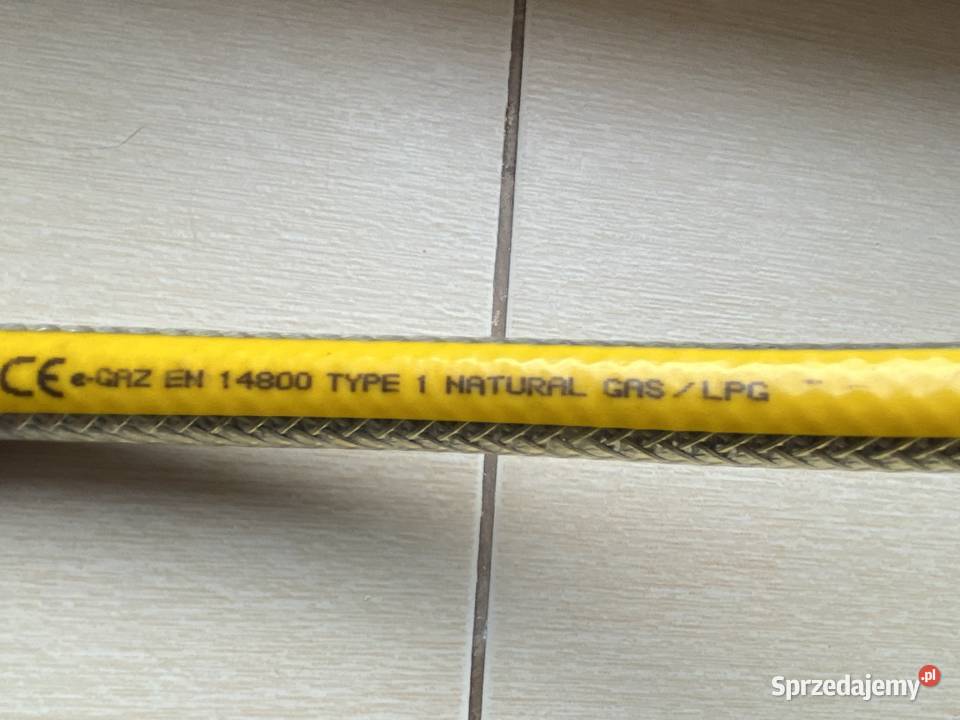 CE e-GAZ EN 14800 TYPE 1 NATURAL GAS / LPG
Sprzedajemy.pl